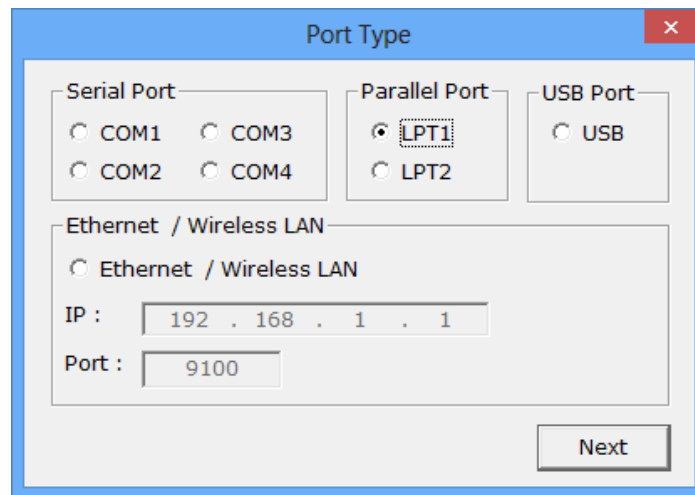 Port Type
Serial Port
COM1 COM3
COM2 COM4
Parallel Port
LPT1
LPT2
USB Port
USB
Ethernet / Wireless LAN
Ethernet / Wireless LAN
IP : 192 . 168 . 1 . 1
Port : 9100
Next